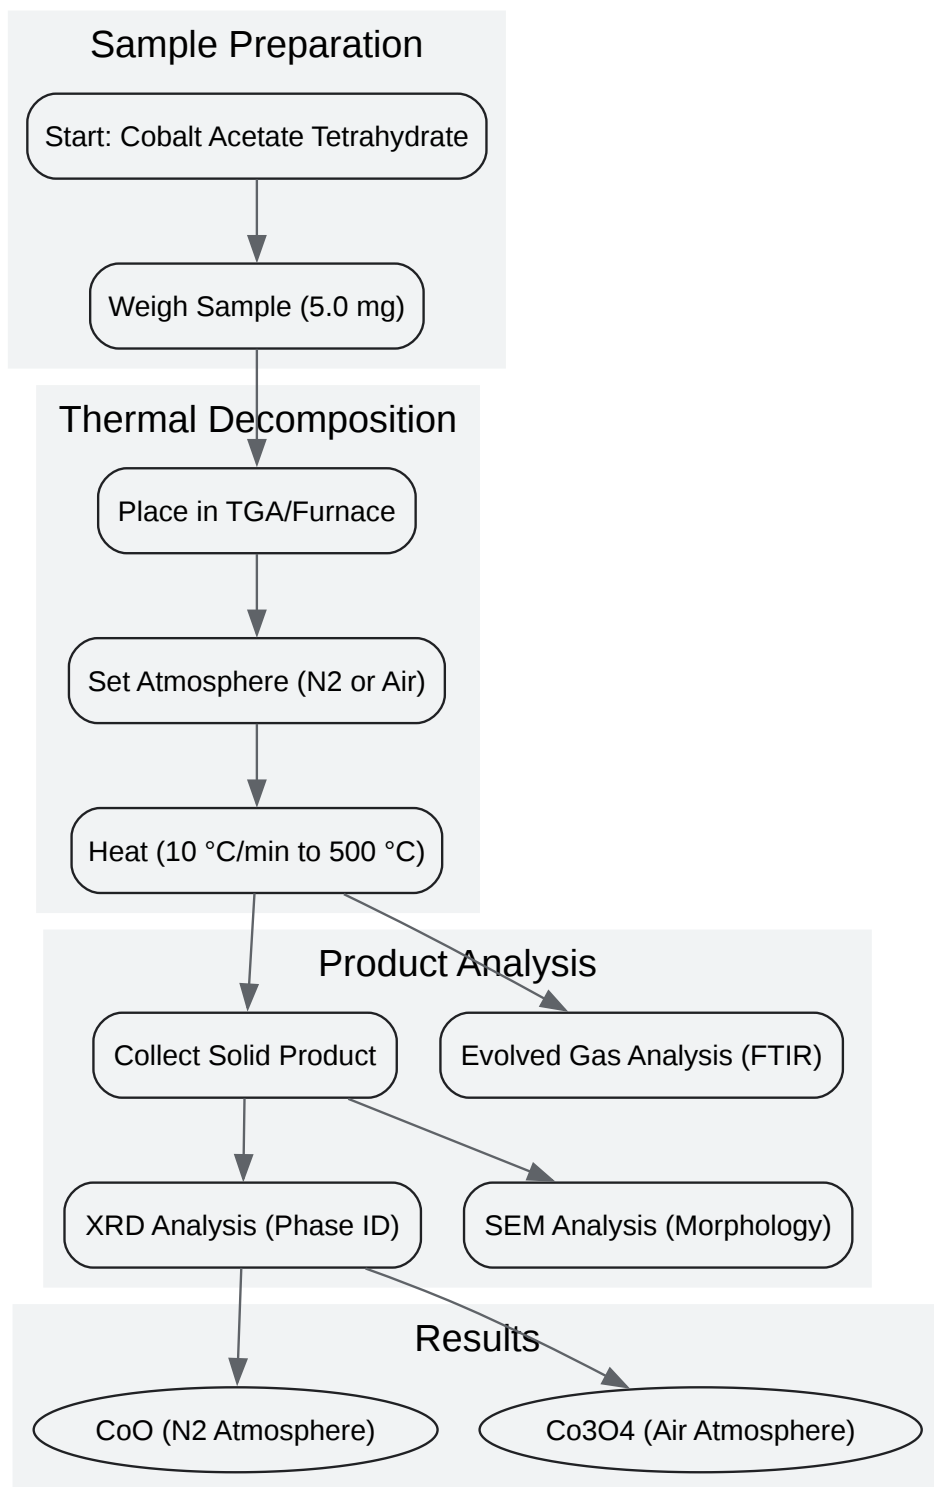 Sample Preparation
Start: Cobalt Acetate Tetrahydrate
Weigh Sample (5.0 mg)
Thermal Decomposition
Place in TGA/Furnace
Set Atmosphere (N2 or Air)
Heat (10 °C/min to 500 °C)
Product Analysis
Collect Solid Product
Evolved Gas Analysis (FTIR)
XRD Analysis (Phase ID)
SEM Analysis (Morphology)
Results
CoO (N2 Atmosphere)
Co3O4 (Air Atmosphere)